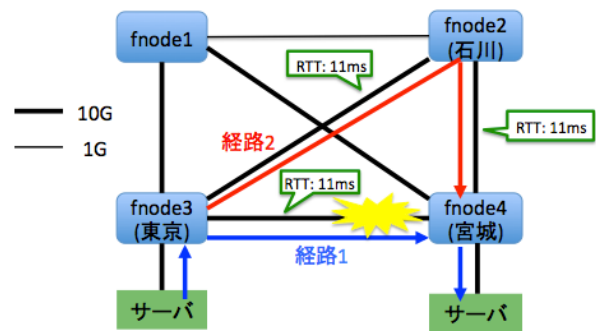 fnode1
fnode2
(石川)
RTT: 11ms
10G
1G
RTT: 11ms
経路2
RTT: 11ms
fnode3
(東京)
fnode4
(宮城)
経路1
サーバ
サーバ